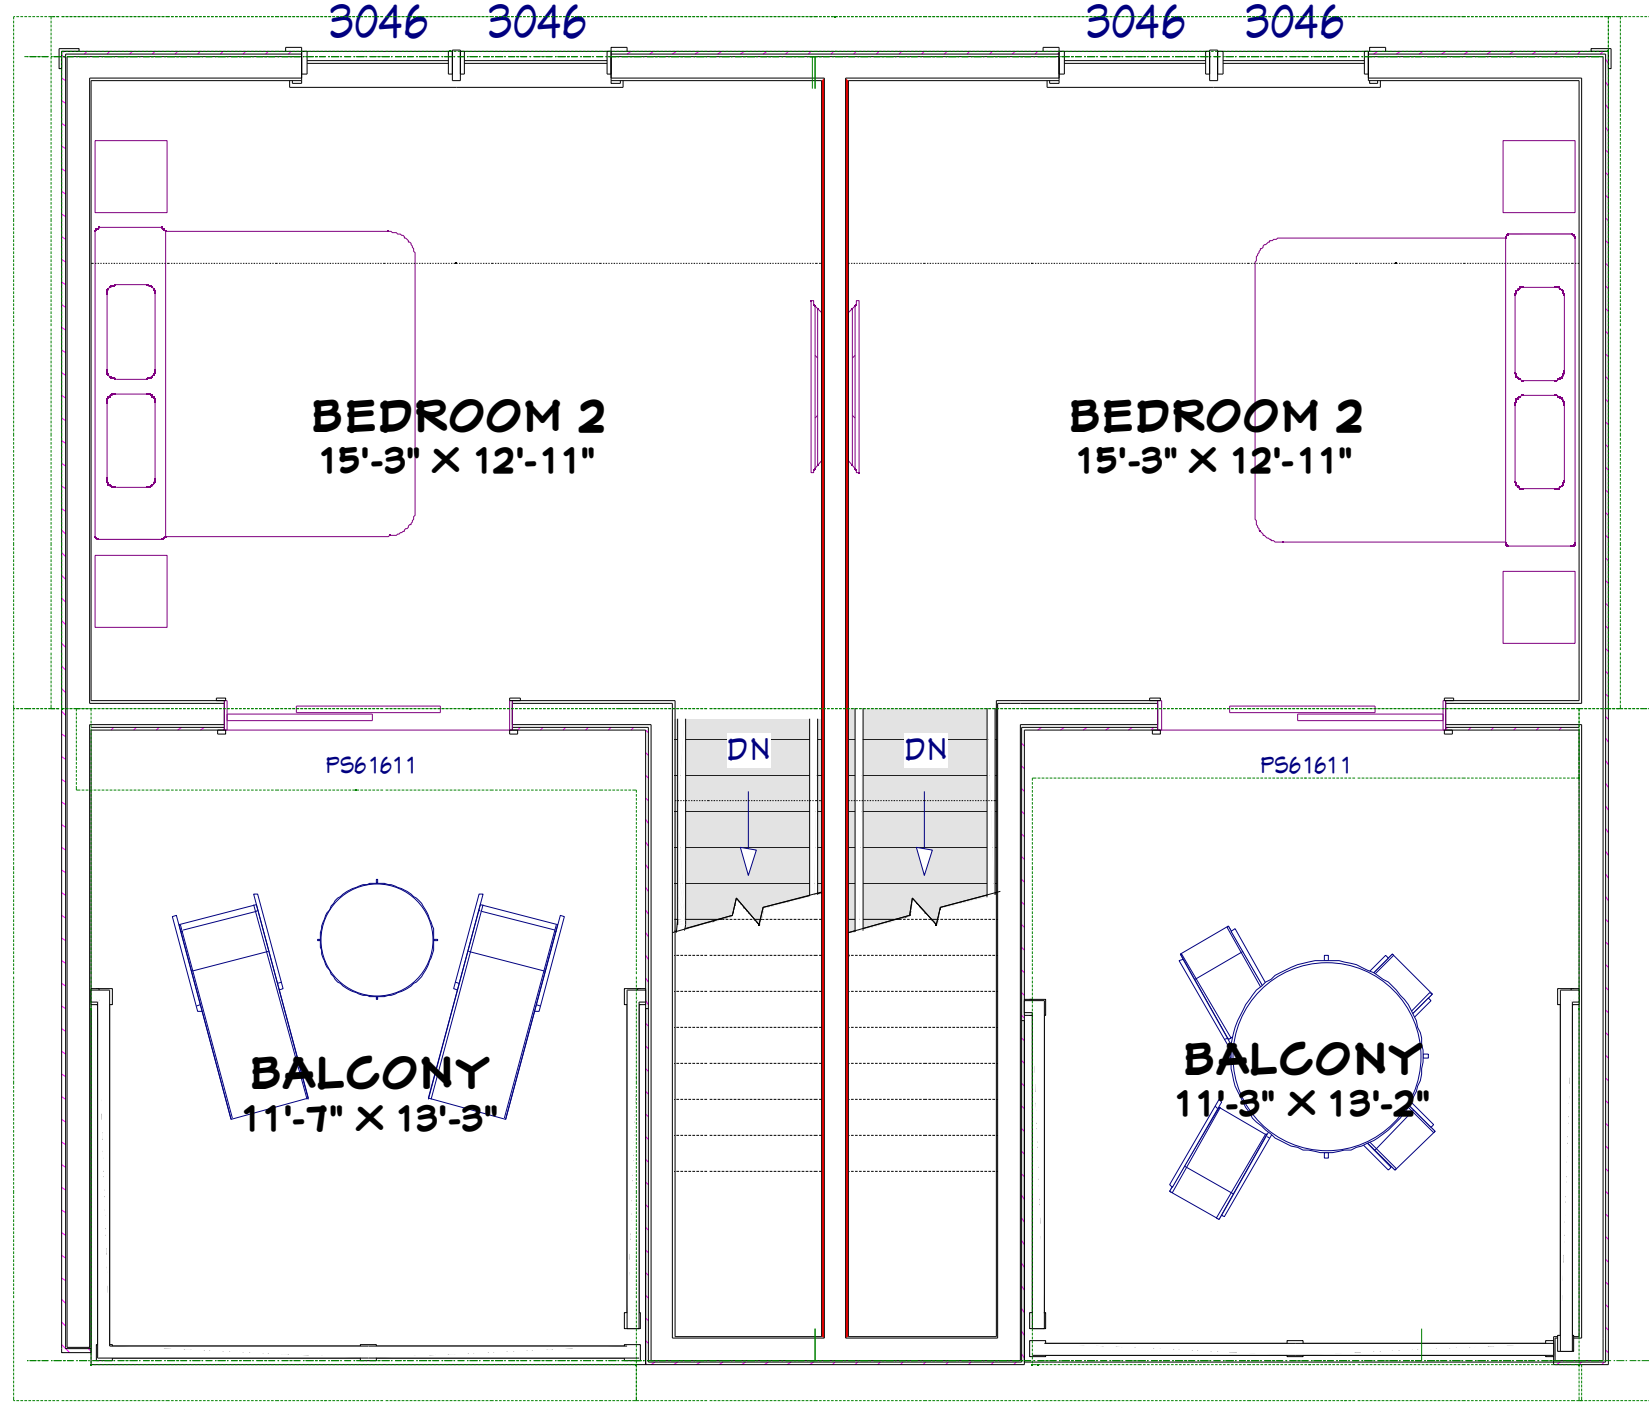 3046 3046 3046 3046
BEDROOM 2
15'-3" X 12'-11"
BEDROOM 2
15'-3" X 12'-11"
DN DN
PS61611 PS61611
BALCONY
11'-7" X 13'-3"
BALCONY
11'-3" X 13'-2"